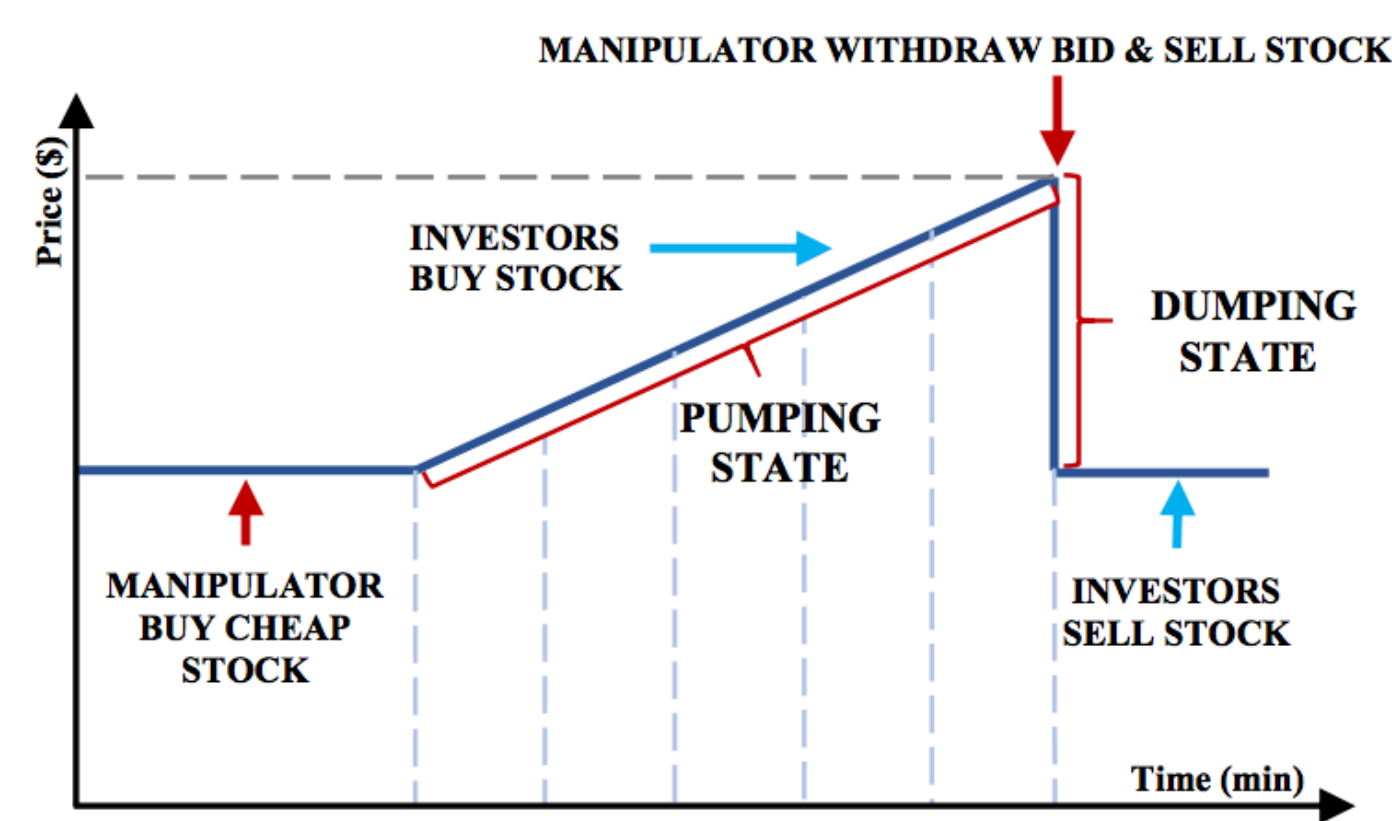 MANIPULATOR WITHDRAW BID & SELL STOCK
Price ($)
INVESTORS
BUY STOCK
DUMPING
STATE
PUMPING
STATE
MANIPULATOR
BUY CHEAP
STOCK
INVESTORS
SELL STOCK
Time (min)